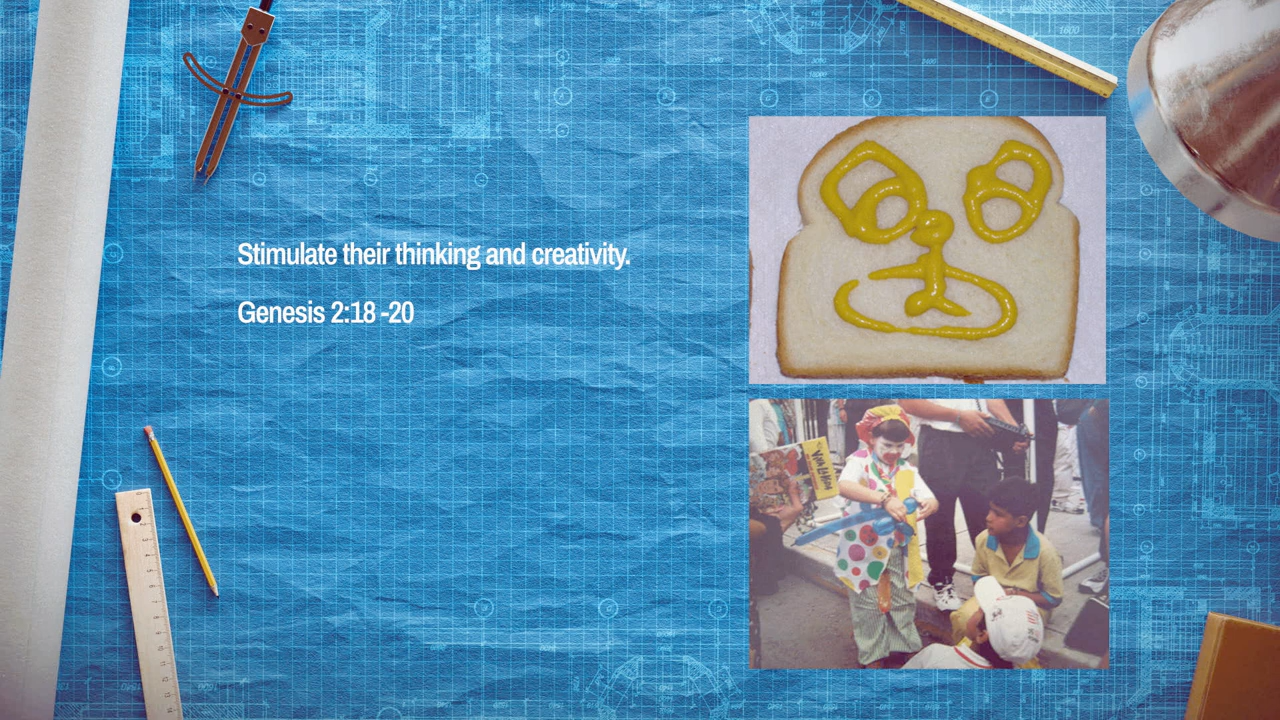 Stimulate their thinking and creativity.
Genesis 2:18 -20